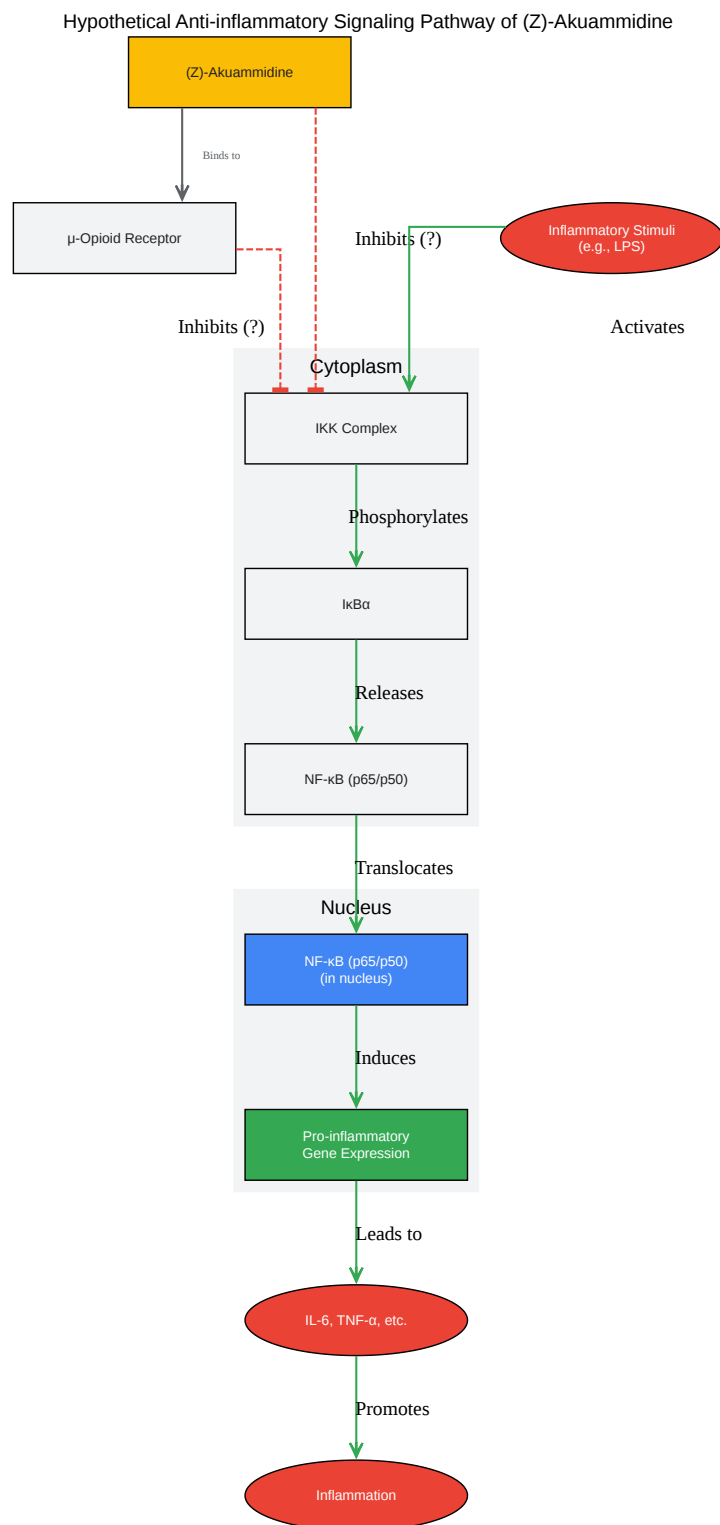 Hypothetical Anti-inflammatory Signaling Pathway of (Z)-Akuammidine
(Z)-Akuammidine
Binds to
μ-Opioid Receptor
Inhibits (?)
Inflammatory Stimuli
(e.g., LPS)
Inhibits (?)
Activates
Cytoplasm
IKK Complex
Phosphorylates
IκBα
Releases
NF-κB (p65/p50)
Translocates
Nucleus
NF-κB (p65/p50)
(in nucleus)
Induces
Pro-inflammatory
Gene Expression
Leads to
IL-6, TNF-α, etc.
Promotes
Inflammation